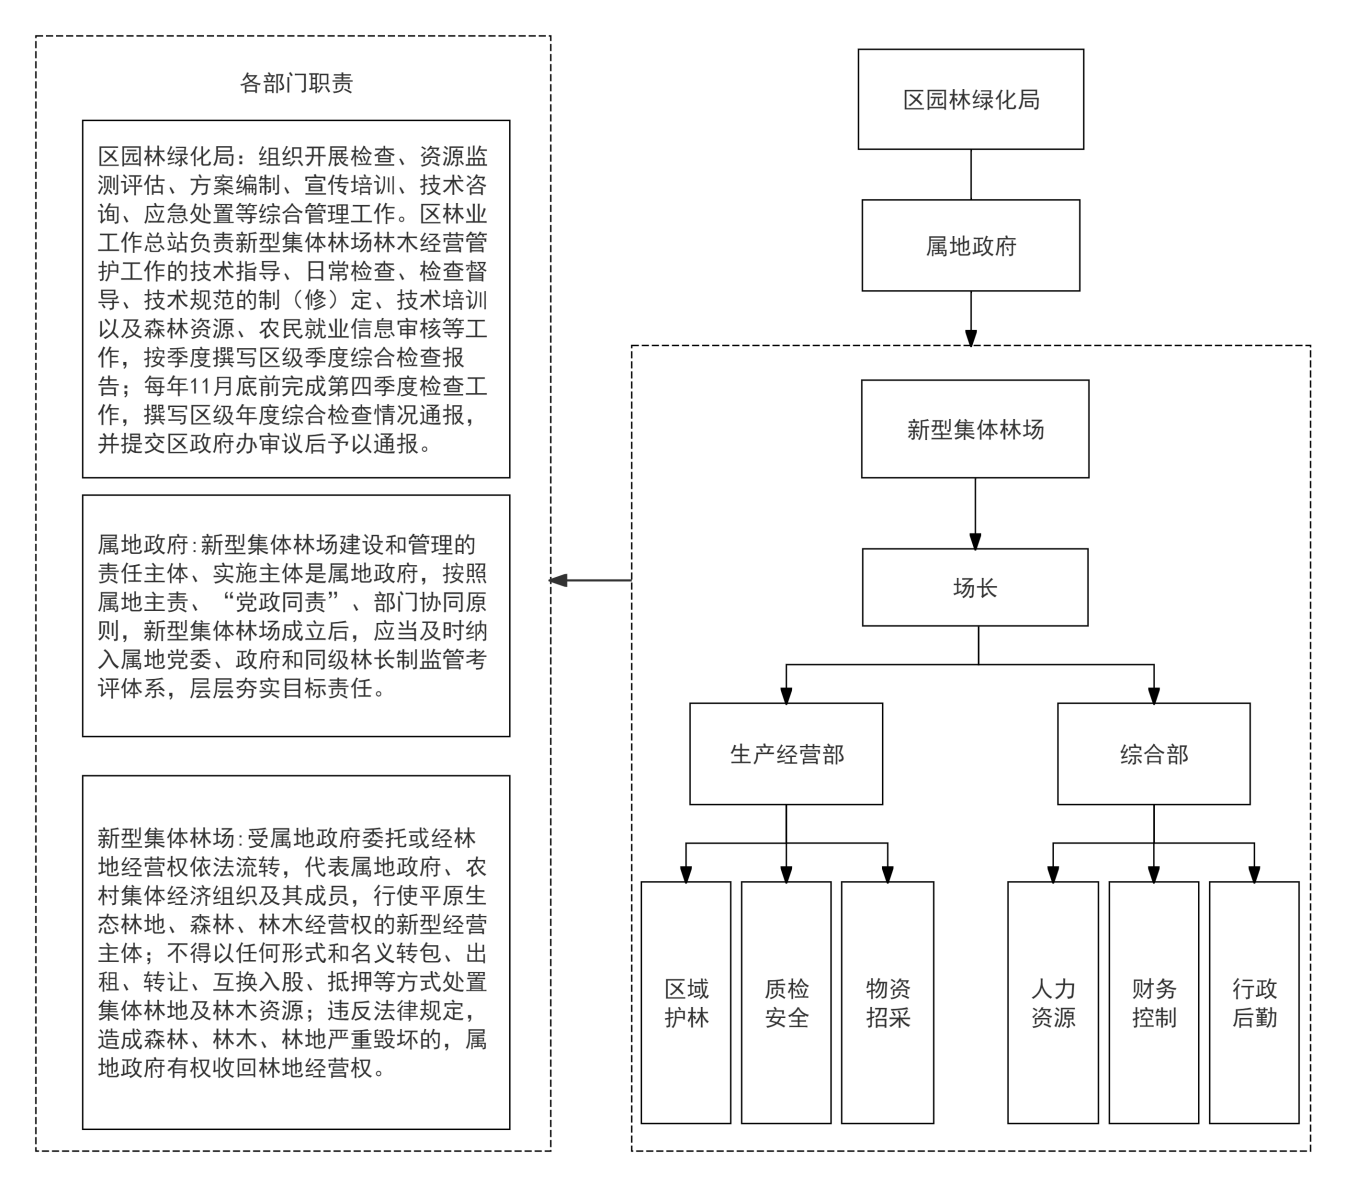 各部门职责
区园林绿化局：组织开展检查、资源监
测评估、方案编制、宣传培训、技术咨
询、应急处置等综合管理工作。区林业
工作总站负责新型集体林场林木经营管
护工作的技术指导、日常检查、检查督
导、技术规范的制（修）定、技术培训
以及森林资源、农民就业信息审核等工
作，按季度撰写区级季度综合检查报
告；每年11月底前完成第四季度检查工
作，撰写区级年度综合检查情况通报，
并提交区政府办审议后予以通报。
属地政府:新型集体林场建设和管理的
责任主体、实施主体是属地政府，按照
属地主责、“党政同责”、部门协同原
则，新型集体林场成立后，应当及时纳
入属地党委、政府和同级林长制监管考
评体系，层层夯实目标责任。
新型集体林场:受属地政府委托或经林
地经营权依法流转，代表属地政府、农
村集体经济组织及其成员，行使平原生
态林地、森林、林木经营权的新型经营
主体；不得以任何形式和名义转包、出
租、转让、互换入股、抵押等方式处置
集体林地及林木资源；违反法律规定，
造成森林、林木、林地严重毁坏的，属
地政府有权收回林地经营权。
区园林绿化局
属地政府
新型集体林场
场长
生产经营部
综合部
区域
护林
质检
安全
物资
招采
人力
资源
财务
控制
行政
后勤